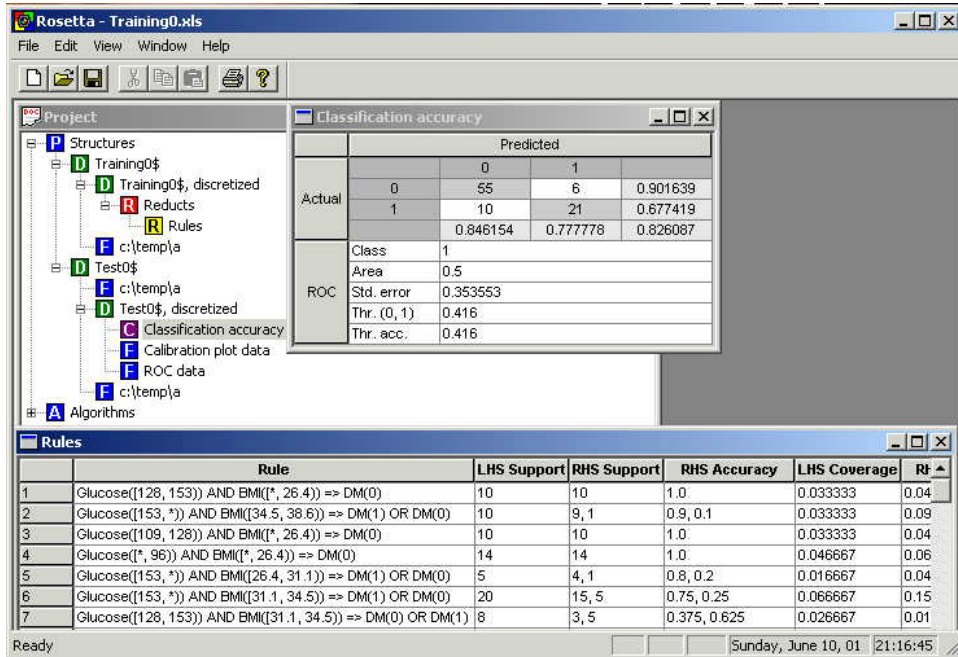 Rosetta - Training0.xls
File Edit View Window Help
Project
Structures
Training0$
Training0$, discretized
Reducts
Rules
c:\temp\a
Test0$
c:\temp\a
Test0$, discretized
Classification accuracy
Calibration plot data
ROC data
c:\temp\a
Algorithms
Classification accuracy
Predicted
0 1
Actual
0 55 6 0.901639
1 10 21 0.677419
0.846154 0.777778 0.826087
ROC
Class 1
Area 0.5
Std. error 0.353553
Thr. (0, 1) 0.416
Thr. acc. 0.416
Rules
Rule LHS Support RHS Support RHS Accuracy LHS Coverage
1 Glucose([128, 153)) AND BMI([*, 26.4)) => DM(0) 10 10 1.0 0.033333 0.04
2 Glucose([153, *)) AND BMI([34.5, 38.6)) => DM(1) OR DM(0) 10 9, 1 0.9, 0.1 0.033333 0.09
3 Glucose([109, 128)) AND BMI([*, 26.4)) => DM(0) 10 10 1.0 0.033333 0.04
4 Glucose([*, 96)) AND BMI([*, 26.4)) => DM(0) 14 14 1.0 0.046667 0.06
5 Glucose([153, *)) AND BMI([26.4, 31.1)) => DM(1) OR DM(0) 5 4, 1 0.8, 0.2 0.016667 0.04
6 Glucose([153, *)) AND BMI([31.1, 34.5)) => DM(1) OR DM(0) 20 15, 5 0.75, 0.25 0.066667 0.15
7 Glucose([128, 153)) AND BMI([31.1, 34.5)) => DM(0) OR DM(1) 8 3, 5 0.375, 0.625 0.026667 0.01
Ready Sunday, June 10, 01 21:16:45